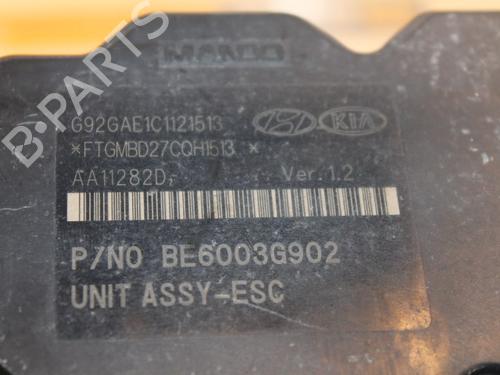 MANDO
G92GAE1C1121513
KIA
*FTGMBD27CQH1513 *
AA11282D, Ver.1.2
P/NO BE6003G902
UNIT ASSY-ESC
B-PARTS